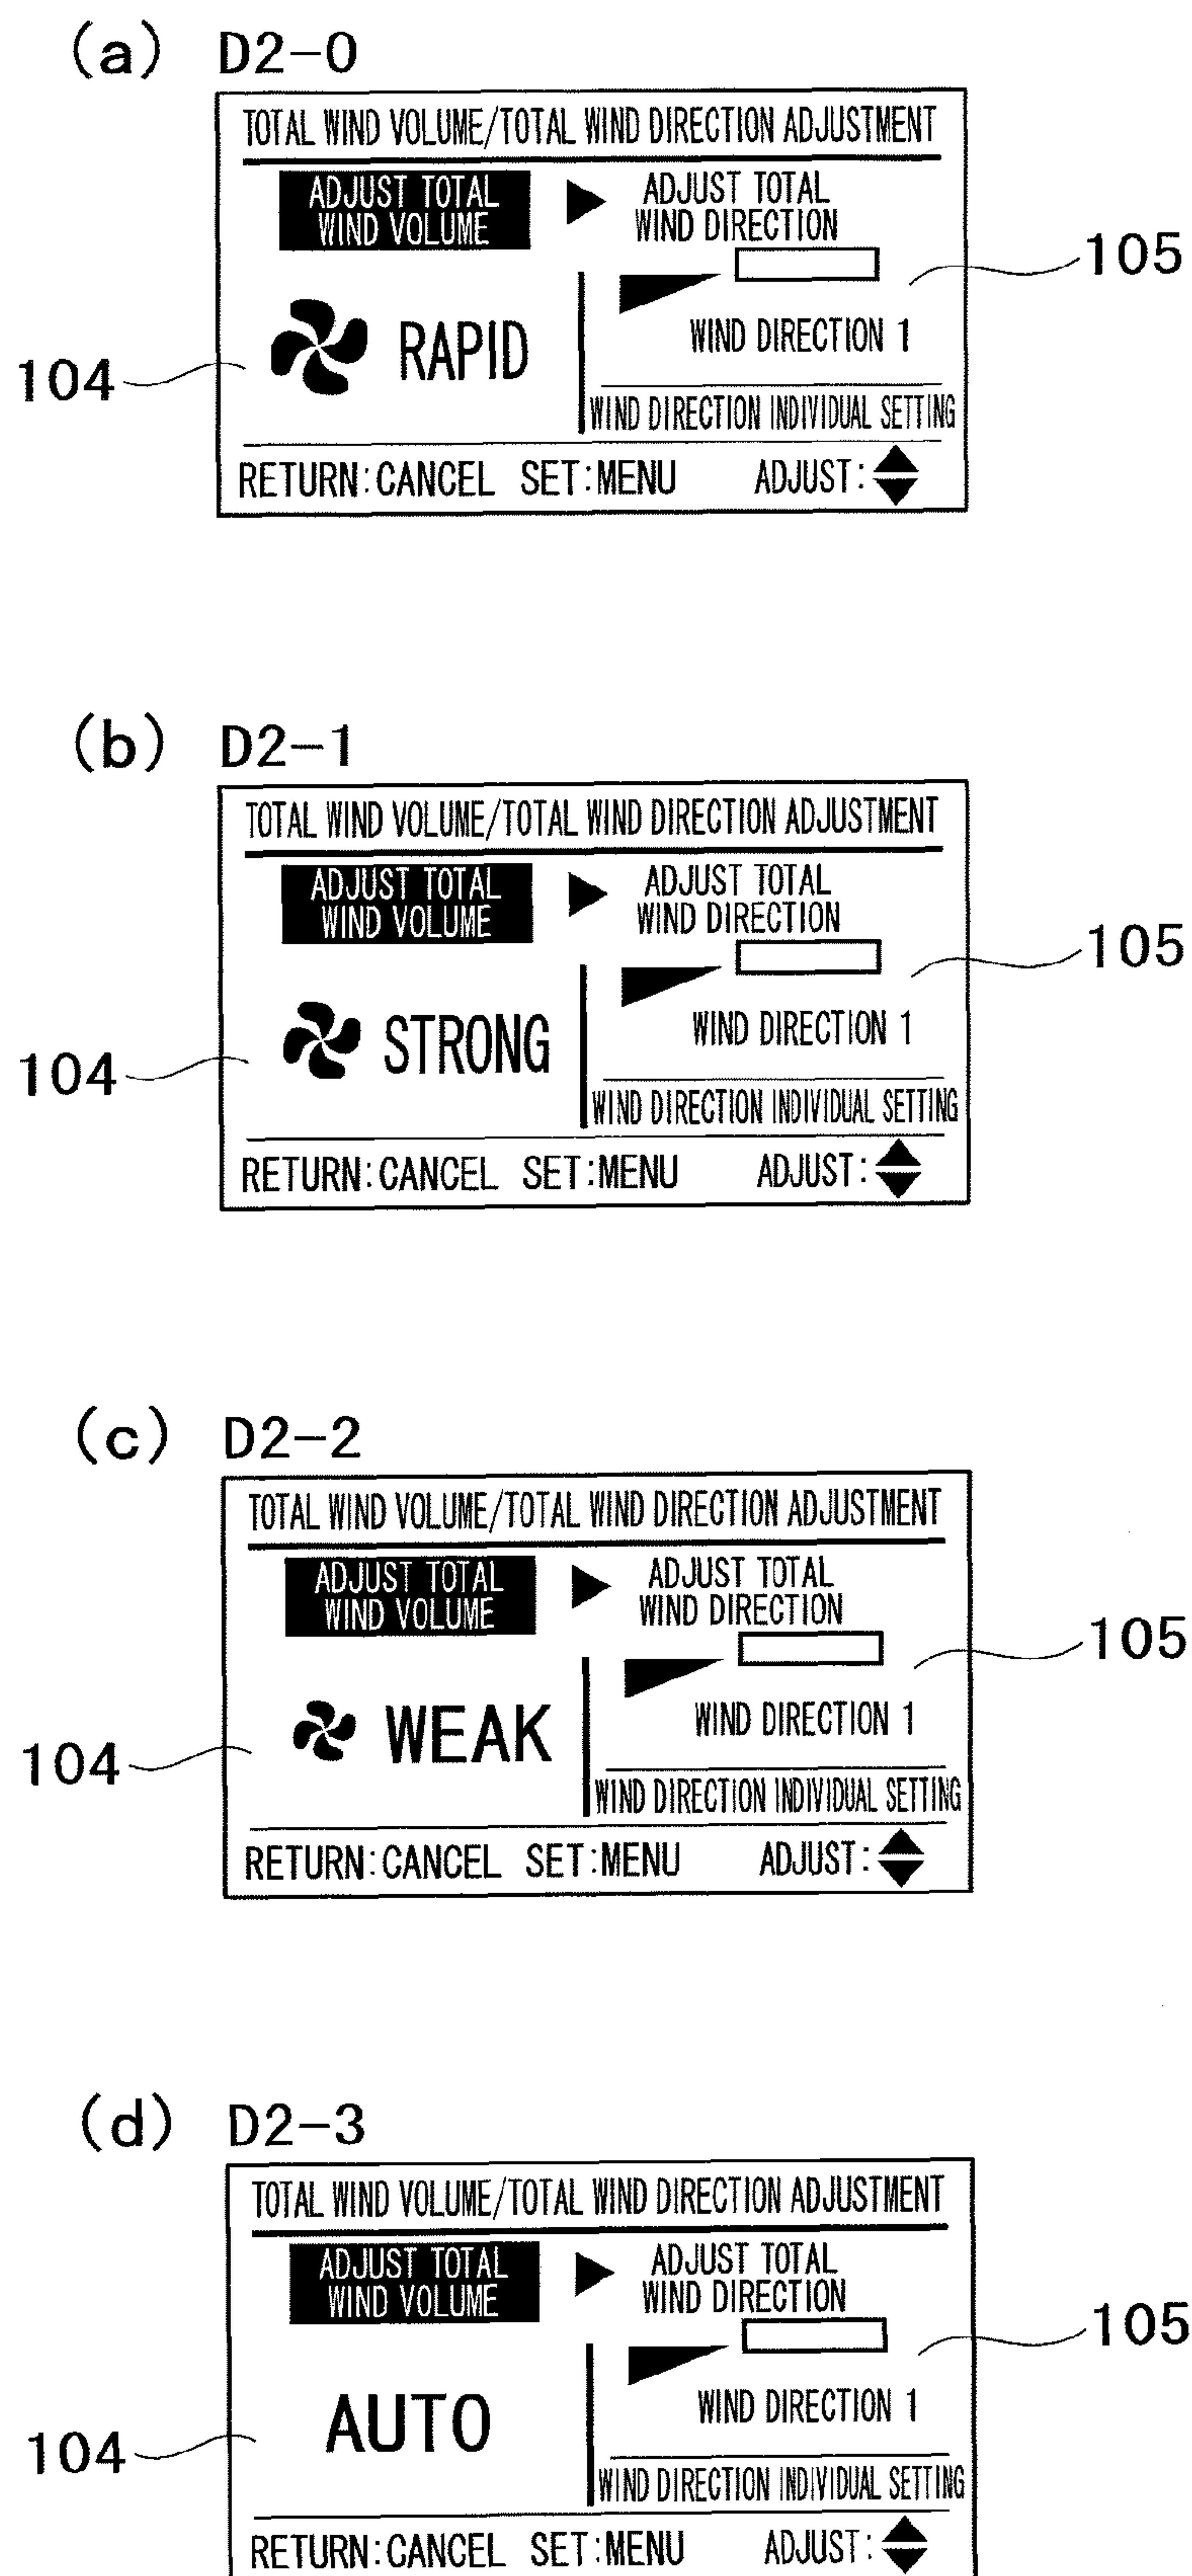 (a) D2-0
TOTAL WIND VOLUME/TOTAL WIND DIRECTION ADJUSTMENT
ADJUST TOTAL
WIND VOLUME
ADJUST TOTAL
WIND DIRECTION
105
RAPID
WIND DIRECTION 1
104
WIND DIRECTION INDIVIDUAL SETTING
RETURN:CANCEL SET:MENU ADJUST:
(b) D2-1
TOTAL WIND VOLUME/TOTAL WIND DIRECTION ADJUSTMENT
ADJUST TOTAL
WIND VOLUME
ADJUST TOTAL
WIND DIRECTION
105
STRONG
WIND DIRECTION 1
104
WIND DIRECTION INDIVIDUAL SETTING
RETURN:CANCEL SET:MENU ADJUST:
(c) D2-2
TOTAL WIND VOLUME/TOTAL WIND DIRECTION ADJUSTMENT
ADJUST TOTAL
WIND VOLUME
ADJUST TOTAL
WIND DIRECTION
105
WEAK
WIND DIRECTION 1
104
WIND DIRECTION INDIVIDUAL SETTING
RETURN:CANCEL SET:MENU ADJUST:
(d) D2-3
TOTAL WIND VOLUME/TOTAL WIND DIRECTION ADJUSTMENT
ADJUST TOTAL
WIND VOLUME
ADJUST TOTAL
WIND DIRECTION
105
AUTO
WIND DIRECTION 1
104
WIND DIRECTION INDIVIDUAL SETTING
RETURN:CANCEL SET:MENU ADJUST: